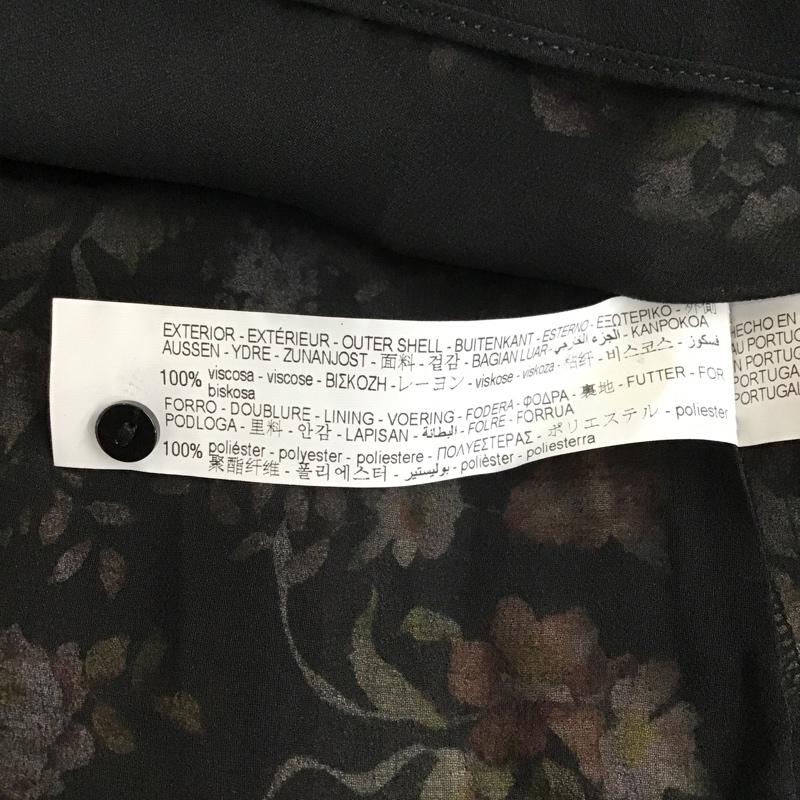 EXTERIOR - EXTÉRIEUR - OUTER SHELL - BUITENKANT - ESTERNO - ΕΞΩΤΕΡΙΚΟ - 外面
AUSSEN - YDRE - ZUNANJOST - 面料 - 겉감 - BAGIAN LUAR - الجزء الخارجي - KANPOKOA
100% viscosa - viscose - ΒΙΣΚΟΖΗ - レーヨン - viskose - viskoza - 粘纤 - 비스코스 - فسكوز -
biskosa
FORRO - DOUBLURE - LINING - VOERING - FODERA - ΦΟΔΡΑ - 裏地 - FUTTER - FOR
PODLOGA - 里料 - 안감 - LAPISAN - البطانة - FOLRE - FORRUA
100% poliéster - polyester - poliestere - ΠΟΛΥΕΣΤΕΡΑΣ - ポリエステル - poliester
聚酯纤维 - 폴리에스터 - بوليستير - polièster - poliesterra
HECHO EN
AU PORTUG
N PORTUG
PORTUGAL
PORTUGAL